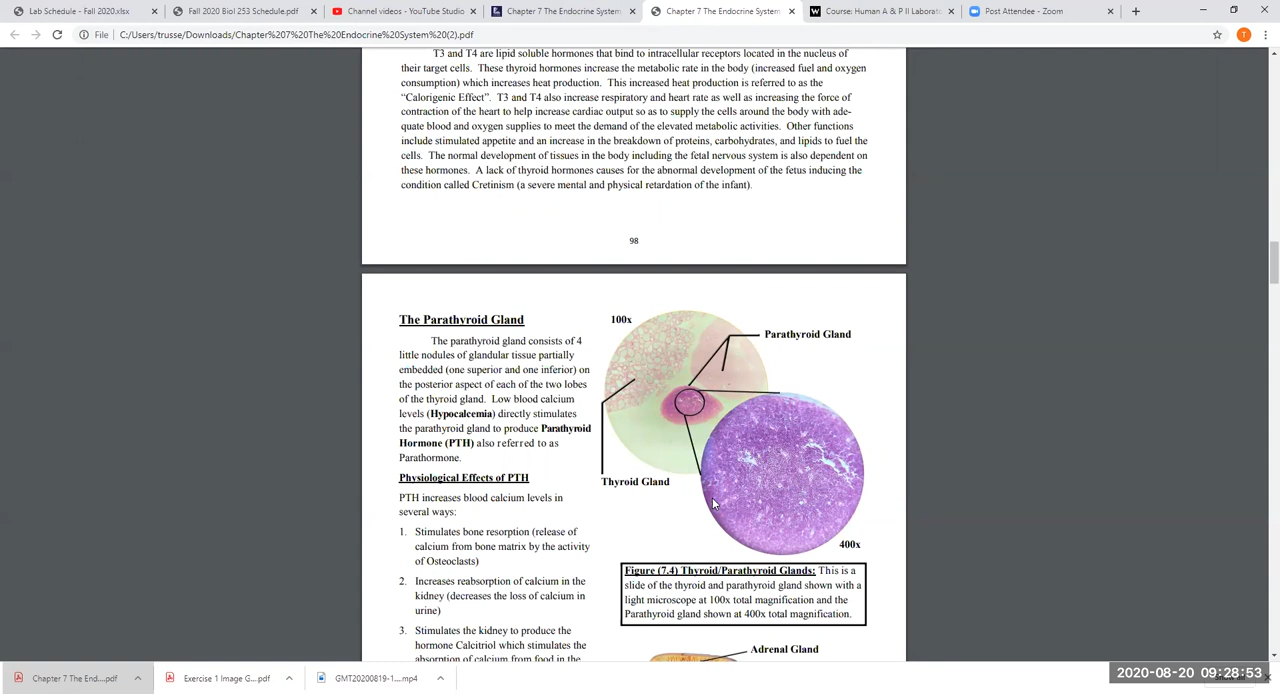 Lab Schedule - Fall 2020.xlsx
Fall 2020 Biol 253 Schedule.pdf
Channel videos - YouTube Studio
Chapter 7 The Endocrine System,
Chapter 7 The Endocrine System
Course: Human A & P II Laborat
Post Attendee - Zoom
File
C:/Users/trusse/Downloads/Chapter%207%20The%20Endocrine%20System%20(2).pdf
T
T3 and T4 are lipid soluble hormones that bind to intracellular receptors located in the nucleus of
their target cells. These thyroid hormones increase the metabolic rate in the body (increased fuel and oxygen
consumption) which increases heat production. This increased heat production is referred to as the
“Calorigenic Effect”. T3 and T4 also increase respiratory and heart rate as well as increasing the force of
contraction of the heart to help increase cardiac output so as to supply the cells around the body with ade-
quate blood and oxygen supplies to meet the demand of the elevated metabolic activities. Other functions
include stimulated appetite and an increase in the breakdown of proteins, carbohydrates, and lipids to fuel the
cells. The normal development of tissues in the body including the fetal nervous system is also dependent on
these hormones. A lack of thyroid hormones causes for the abnormal development of the fetus inducing the
condition called Cretinism (a severe mental and physical retardation of the infant).
98
The Parathyroid Gland
The parathyroid gland consists of 4
little nodules of glandular tissue partially
embedded (one superior and one inferior) on
the posterior aspect of each of the two lobes
of the thyroid gland. Low blood calcium
levels (Hypocalcemia) directly stimulates
the parathyroid gland to produce Parathyroid
Hormone (PTH) also referred to as
Parathormone.
Physiological Effects of PTH
PTH increases blood calcium levels in
several ways:
1. Stimulates bone resorption (release of
calcium from bone matrix by the activity
of Osteoclasts)
2. Increases reabsorption of calcium in the
kidney (decreases the loss of calcium in
urine)
3. Stimulates the kidney to produce the
hormone Calcitriol which stimulates the
absorption of calcium from food in the
100x
Parathyroid Gland
Thyroid Gland
400x
Figure (7.4) Thyroid/Parathyroid Glands: This is a
slide of the thyroid and parathyroid gland shown with a
light microscope at 100x total magnification and the
Parathyroid gland shown at 400x total magnification.
Adrenal Gland
Chapter 7 The End....pdf
Exercise 1 Image G...pdf
GMT20200819-1....mp4
2020-08-20 09:28:53